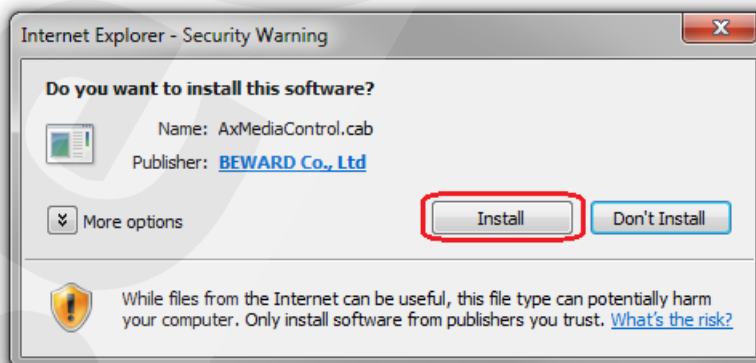 Internet Explorer - Security Warning
Do you want to install this software?
Name: AxMediaControl.cab
Publisher: BEWARD Co., Ltd
More options
Install
Don't Install
While files from the Internet can be useful, this file type can potentially harm
your computer. Only install software from publishers you trust. What's the risk?